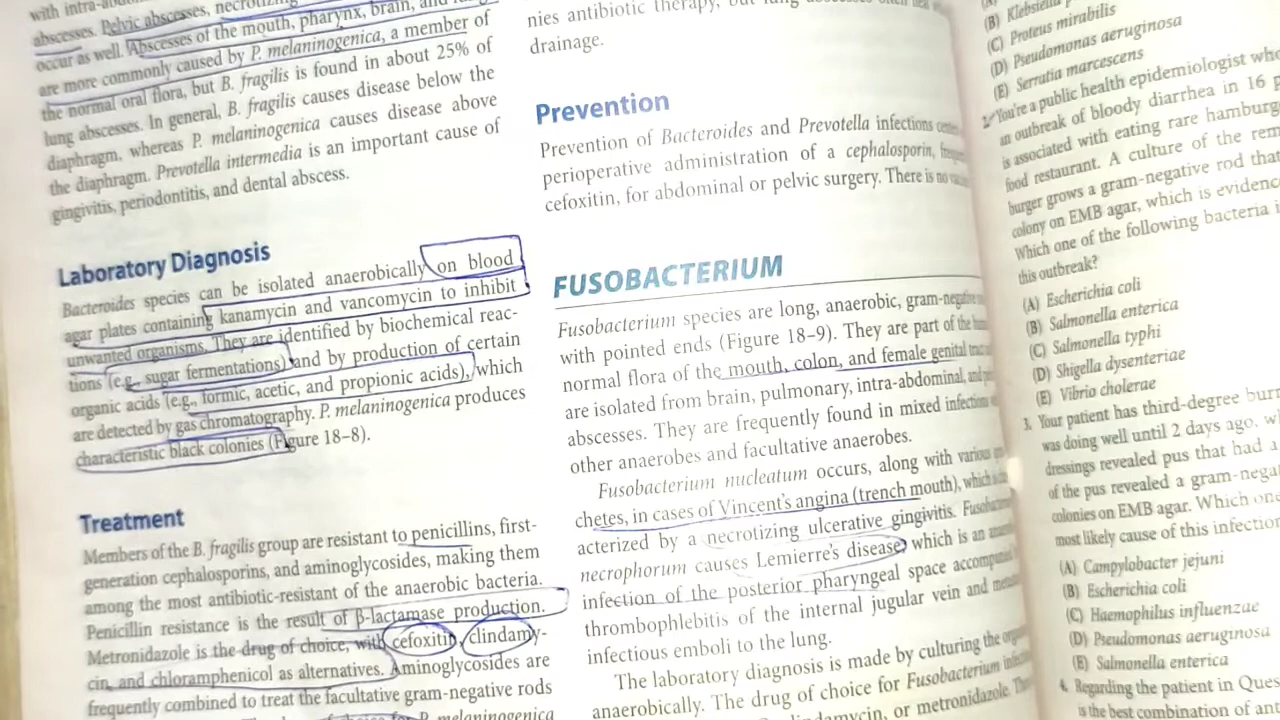 with
abscesses. Pelvic abscesses,
occur as well. Abscesses of the mouth, pharynx, brain, and
are more commonly caused by P. melaninogenica, a member of
the normal oral flora, but B. fragilis is found in about 25% of
lung abscesses. In general, B. fragilis causes disease below the
diaphragm, whereas P. melaninogenica causes disease above
the diaphragm. Prevotella intermedia is an important cause of
gingivitis, periodontitis, and dental abscess.
Laboratory Diagnosis
Bacteroides species can be isolated anaerobically on blood
agar plates containing kanamycin and vancomycin to inhibit
unwanted organisms. They are identified by biochemical reac-
tions (e.g., sugar fermentations) and by production of certain
organic acids (e.g., formic, acetic, and propionic acids), which
are detected by gas chromatography. P. melaninogenica produces
characteristic black colonies (Figure 18–8).
Treatment
Members of the B. fragilis group are resistant to penicillins, first-
generation cephalosporins, and aminoglycosides, making them
among the most antibiotic-resistant of the anaerobic bacteria.
Penicillin resistance is the result of β-lactamase production.
Metronidazole is the drug of choice, with cefoxitin, clindamy-
cin, and chloramphenicol as alternatives. Aminoglycosides are
frequently combined to treat the facultative gram-negative rods
P. melaninogenica
nies antibiotic therapy, but lung abscesses often
drainage.
Prevention
Prevention of Bacteroides and Prevotella infections
perioperative administration of a cephalosporin,
cefoxitin, for abdominal or pelvic surgery. There is no
FUSOBACTERIUM
Fusobacterium species are long, anaerobic, gram-negative
with pointed ends (Figure 18–9). They are part of the
normal flora of the mouth, colon, and female genital
are isolated from brain, pulmonary, intra-abdominal, and
abscesses. They are frequently found in mixed infections
other anaerobes and facultative anaerobes.
Fusobacterium nucleatum occurs, along with various
chetes, in cases of Vincent's angina (trench mouth), which
acterized by a necrotizing ulcerative gingivitis.
necrophorum causes Lemierre's disease, which is an
infection of the posterior pharyngeal space
thrombophlebitis of the internal jugular vein and
infectious emboli to the lung.
The laboratory diagnosis is made by culturing the
anaerobically. The drug of choice for Fusobacterium
or metronidazole.
(B) Klebsiella
(C) Proteus mirabilis
(D) Pseudomonas aeruginosa
(E) Serratia marcescens
2. You're a public health epidemiologist who
an outbreak of bloody diarrhea in 16
is associated with eating rare
food restaurant. A culture of the
burger grows a gram-negative rod that
colony on EMB agar, which is
Which one of the following bacteria
this outbreak?
(A) Escherichia coli
(B) Salmonella enterica
(C) Salmonella typhi
(D) Shigella dysenteriae
(E) Vibrio cholerae
3. Your patient has third-degree
was doing well until 2 days ago,
dressings revealed pus that had a
of the pus revealed a
colonies on EMB agar. Which
most likely cause of this
(A) Campylobacter jejuni
(B) Escherichia coli
(C) Haemophilus influenzae
(D) Pseudomonas aeruginosa
(E) Salmonella enterica
4. Regarding the patient in
is the best combination of